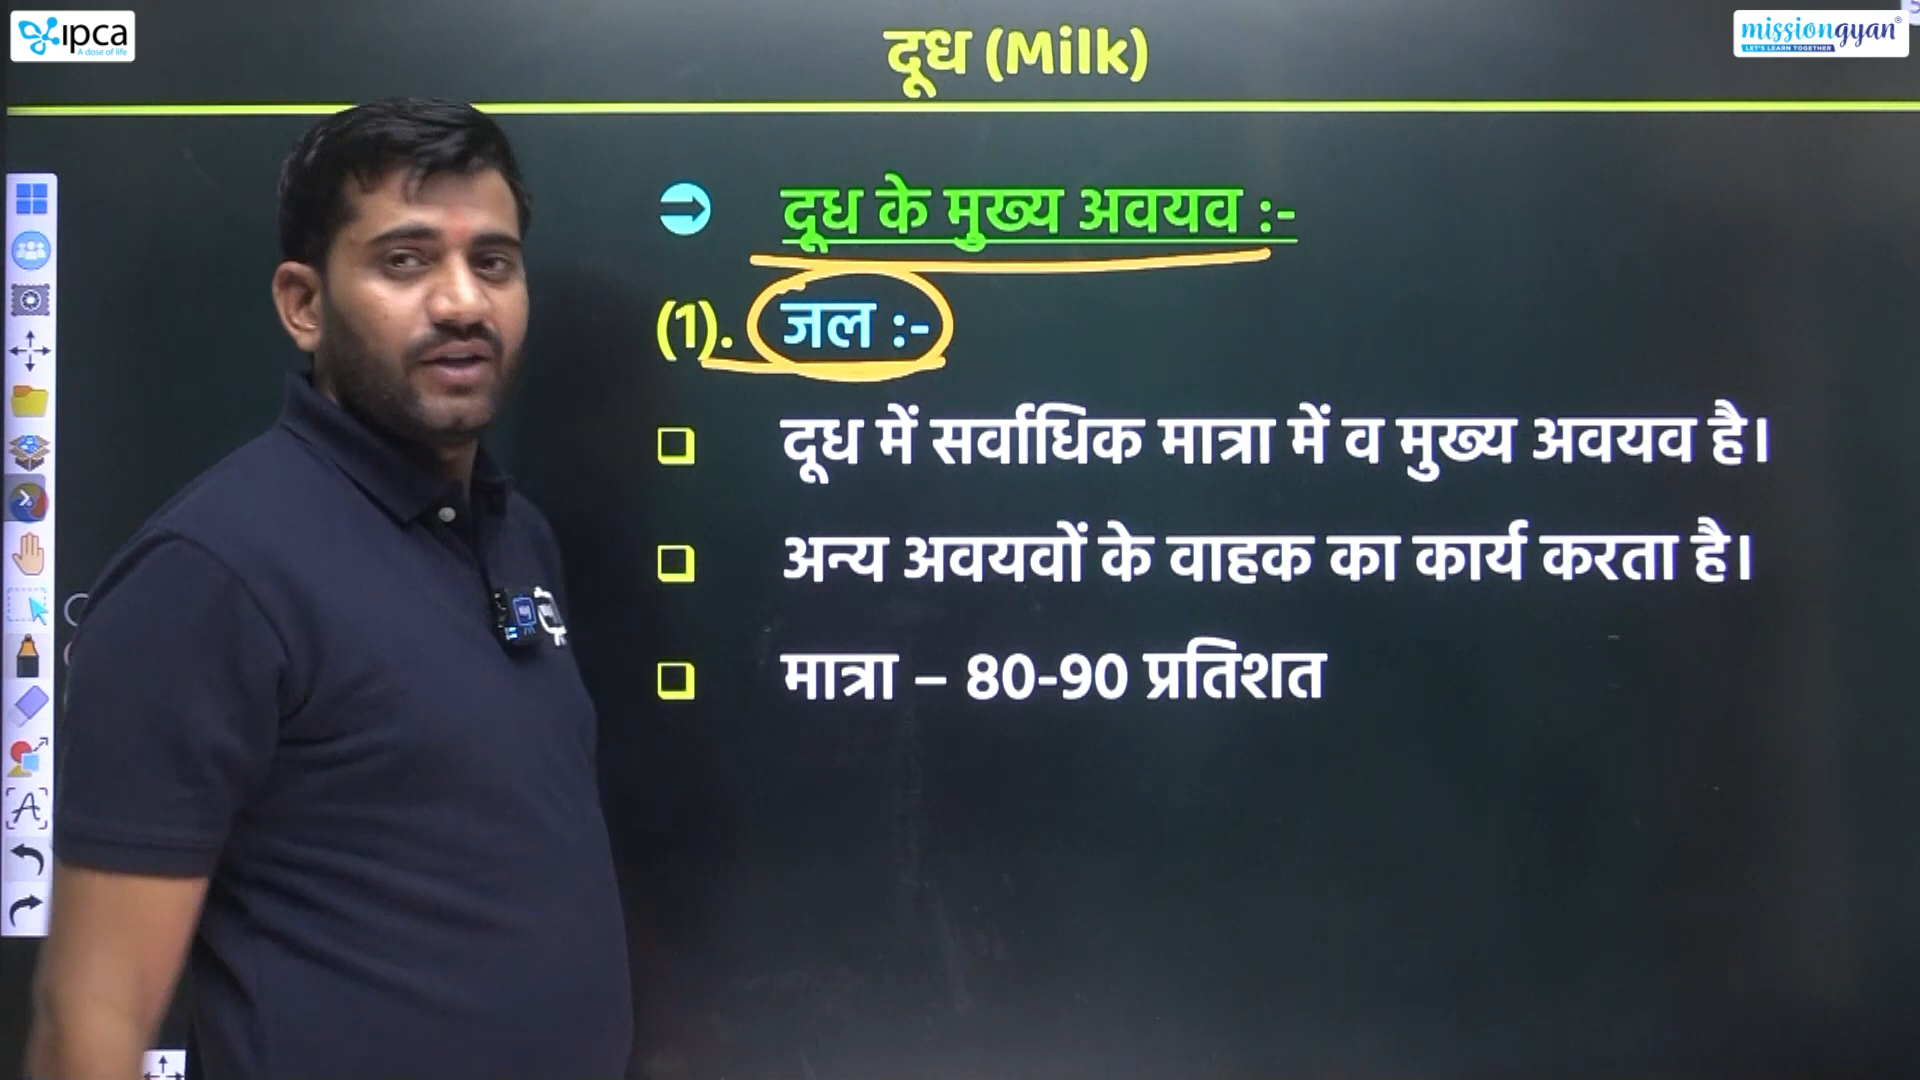 ipca
A dose of life
missiongyan
LET'S LEARN TOGETHER
दूध (Milk)
दूध के मुख्य अवयव :-
(1). जल :-
दूध में सर्वाधिक मात्रा में व मुख्य अवयव है।
अन्य अवयवों के वाहक का कार्य करता है।
मात्रा – 80-90 प्रतिशत